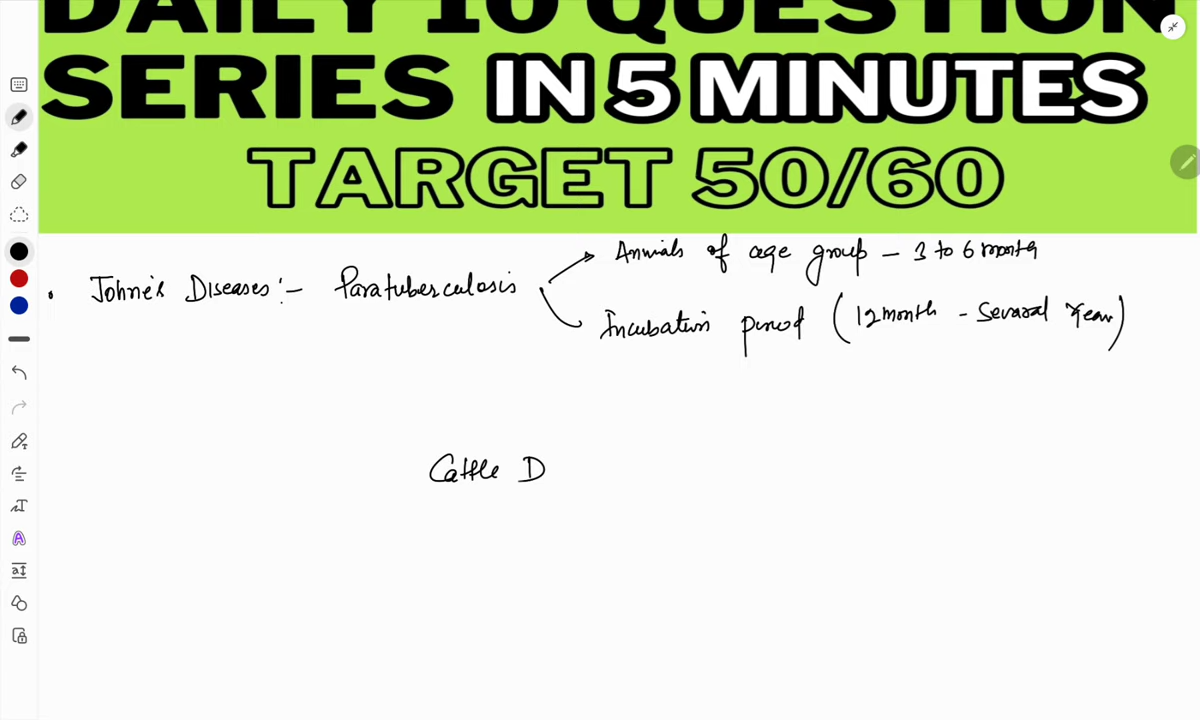 DAILY 10 QUESTION
SERIES IN 5 MINUTES
TARGET 50/60
Animals of age group - 3 to 6 month
• Johne's Diseases :- Paratuberculosis
Incubation period (12 month - Several Year)
Cattle D